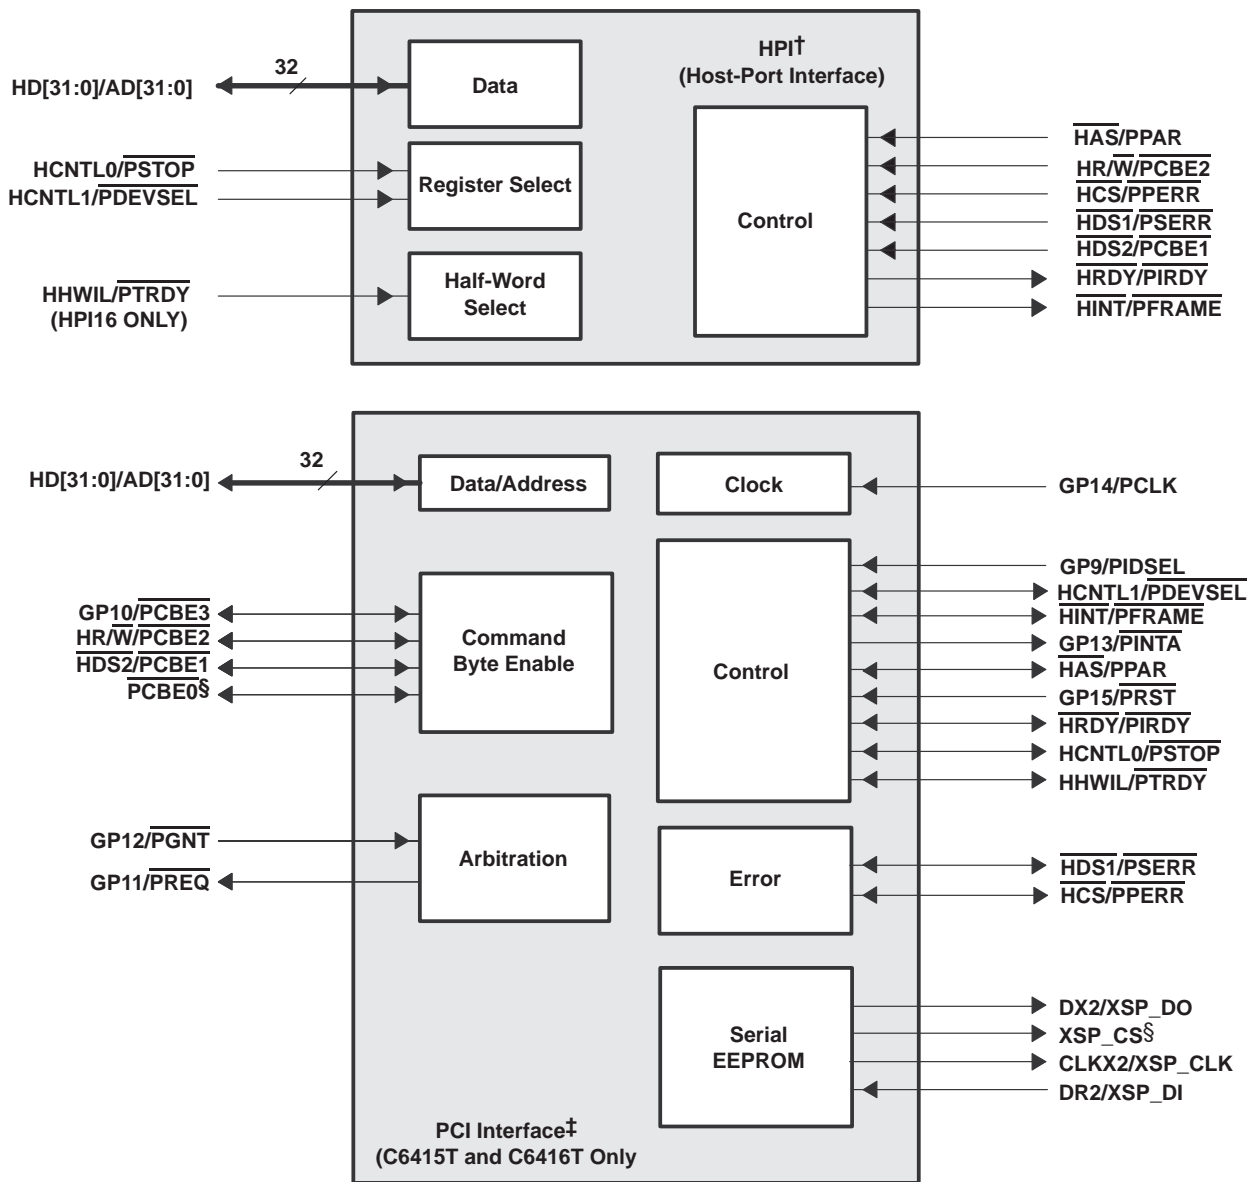 HPI†
(Host-Port Interface)
HD[31:0]/AD[31:0]
32
Data
HCNTL0/PSTOP
HCNTL1/PDEVSEL
Register Select
HHWIL/PTRDY
(HPI16 ONLY)
Half-Word
Select
Control
HAS/PPAR
HR/W/PCBE2
HCS/PPERR
HDS1/PSERR
HDS2/PCBE1
HRDY/PIRDY
HINT/PFRAME
HD[31:0]/AD[31:0]
32
Data/Address
Clock
GP14/PCLK
GP10/PCBE3
HR/W/PCBE2
HDS2/PCBE1
PCBE0§
Command
Byte Enable
Control
GP9/PIDSEL
HCNTL1/PDEVSEL
HINT/PFRAME
GP13/PINTA
HAS/PPAR
GP15/PRST
HRDY/PIRDY
HCNTL0/PSTOP
HHWIL/PTRDY
GP12/PGNT
GP11/PREQ
Arbitration
Error
HDS1/PSERR
HCS/PPERR
Serial
EEPROM
DX2/XSP_DO
XSP_CS§
CLKX2/XSP_CLK
DR2/XSP_DI
PCI Interface‡
(C6415T and C6416T Only